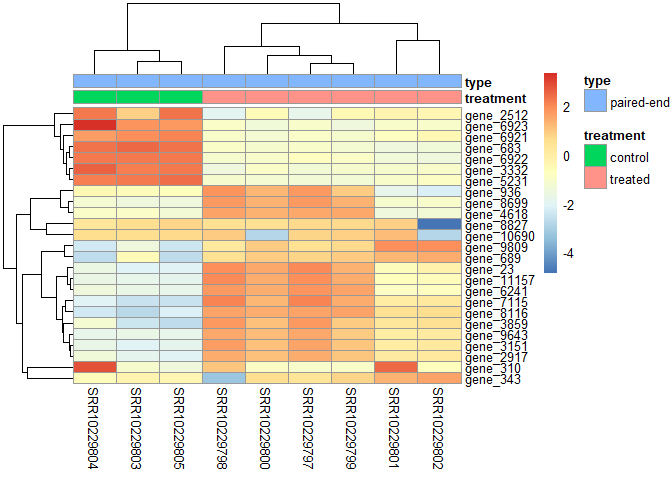 type
treatment
gene_2512
gene_6923
gene_6921
gene_683
gene_6922
gene_3332
gene_5231
gene_936
gene_8699
gene_4618
gene_8827
gene_10690
gene_9809
gene_689
gene_23
gene_11157
gene_6241
gene_7115
gene_8116
gene_3859
gene_9643
gene_3151
gene_2917
gene_310
gene_343
SRR10229804
SRR10229803
SRR10229805
SRR10229798
SRR10229800
SRR10229797
SRR10229799
SRR10229801
SRR10229802
2
0
-2
-4
type
paired-end
treatment
control
treated